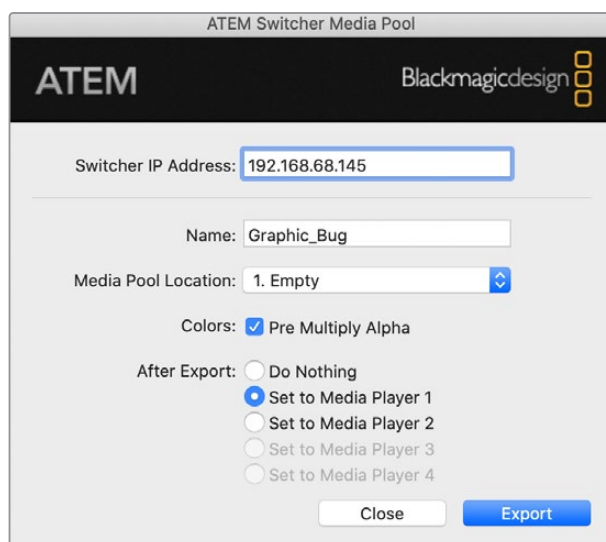 ATEM Switcher Media Pool
ATEM
Blackmagicdesign
Switcher IP Address: 192.168.68.145
Name: Graphic_Bug
Media Pool Location: 1. Empty
Colors: Pre Multiply Alpha
After Export: Do Nothing
Set to Media Player 1
Set to Media Player 2
Set to Media Player 3
Set to Media Player 4
Close Export